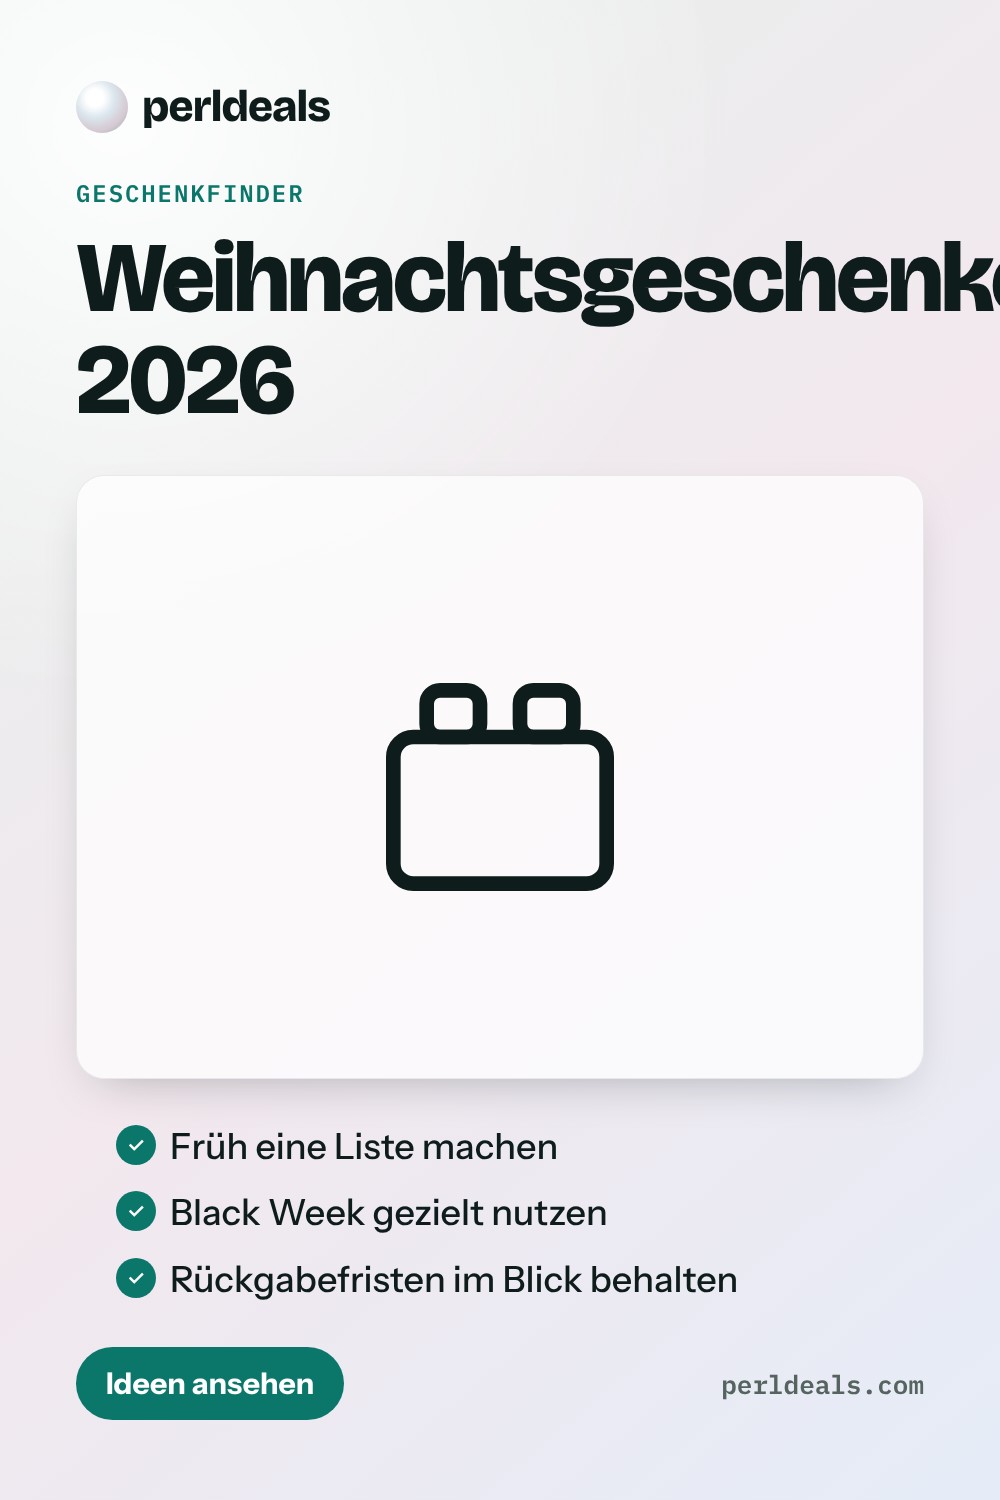 perldeals
GESCHENKFINDER
Weihnachtsgeschenke
2026
Früh eine Liste machen
Black Week gezielt nutzen
Rückgabefristen im Blick behalten
Ideen ansehen
perldeals.com